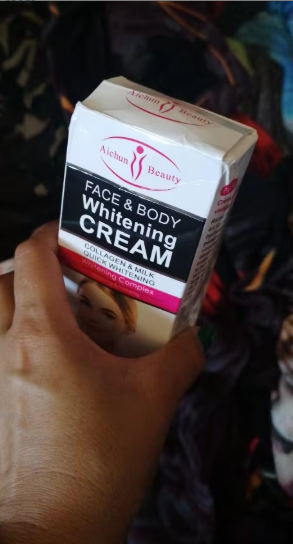 Aichun Beauty
Aichun Beauty
FACE & BODY
Whitening
CREAM
COLLAGEN & MILK
QUICK WHITENING
Whitening Complex